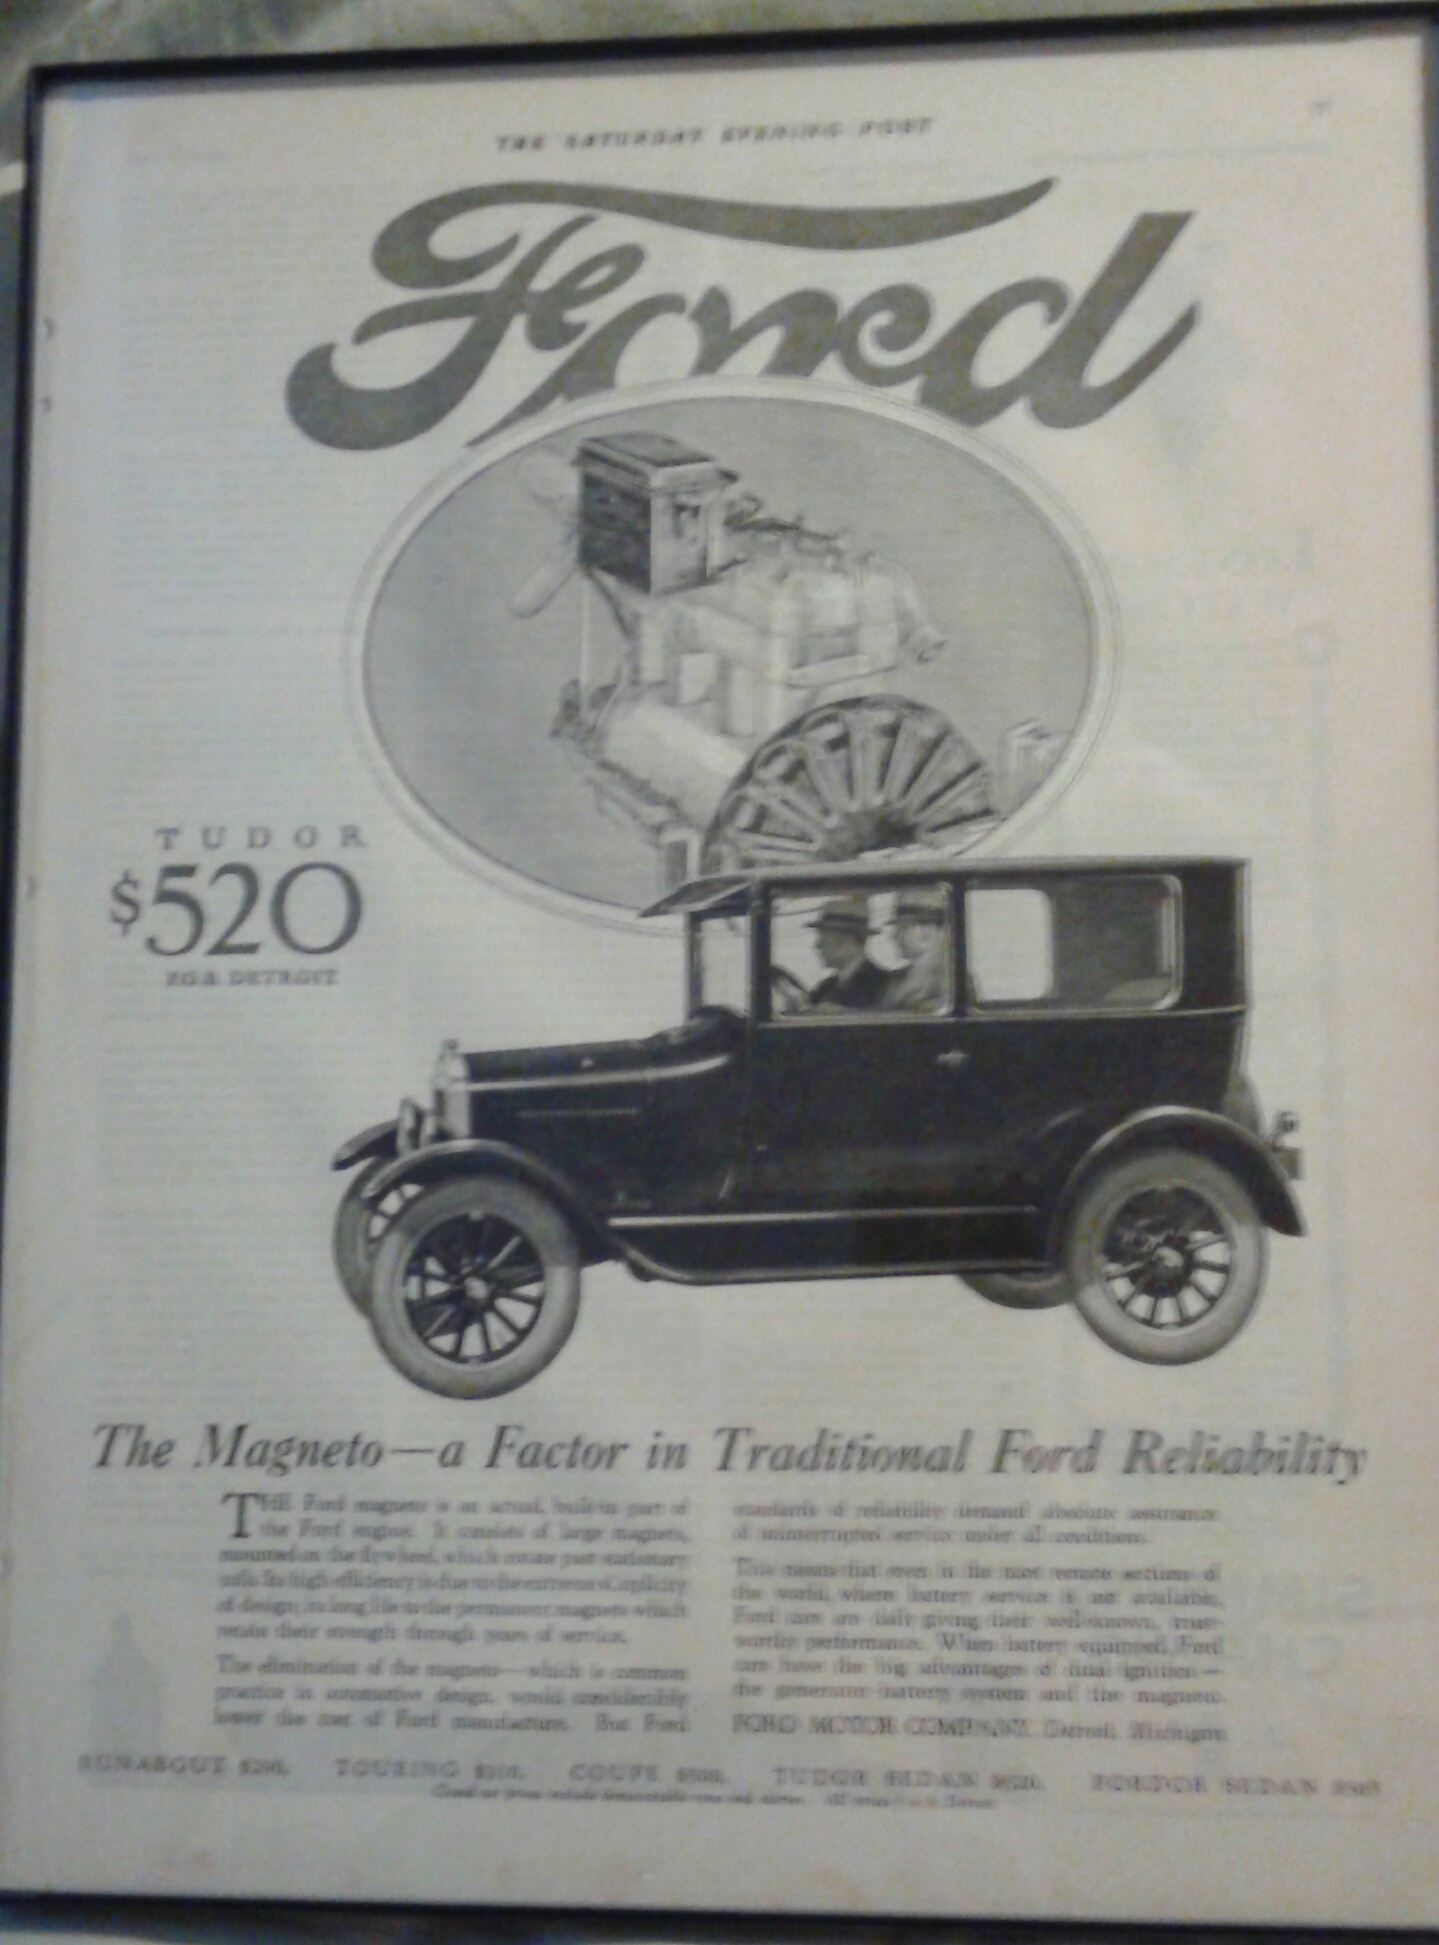 THE SATURDAY EVENING POST
Ford
TUDOR
$520
F.O.B. DETROIT
The Magneto—a Factor in Traditional Ford Reliability
THE Ford magneto is an actual, built-in part of
the Ford engine. It consists of large magnets,
mounted on the flywheel, which rotate past stationary
coils. Its high efficiency is due to the extreme simplicity
of design; its long life to the permanent magnets which
retain their strength through years of service.
The elimination of the magneto—which is common
practice in automotive design, would considerably
lower the cost of Ford manufacture. But Ford
standards of reliability demand absolute assurance
of uninterrupted service under all conditions.
This means that even in the most remote section of
the world, where battery service is not available,
Ford cars are daily giving their well-known, trust-
worthy performance. When battery equipped, Ford
cars have the big advantages of dual ignition—
the generator-battery system and the magneto.
FORD MOTOR COMPANY, Detroit, Michigan
RUNABOUT TOURING COUPE TUDOR SEDAN $520, FORDOR SEDAN